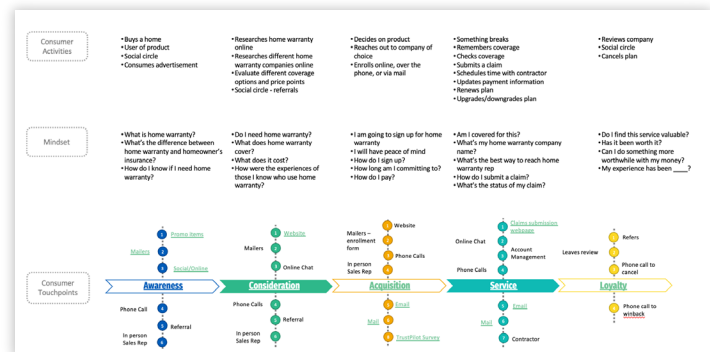 Consumer
Activities
• Buys a home
• User of product
• Social circle
• Consumes advertisement
• Researches home warranty
online
• Researches different home
warranty companies online
• Evaluate different coverage
options and price points
• Social circle - referrals
• Decides on product
• Reaches out to company of
choice
• Enrolls online, over the
phone, or via mail
• Something breaks
• Remembers coverage
• Checks coverage
• Submits a claim
• Schedules time with contractor
• Updates payment information
• Renews plan
• Upgrades/downgrades plan
• Reviews company
• Social circle
• Cancels plan
Mindset
• What is home warranty?
• What's the difference between
home warranty and homeowner's
insurance?
• How do I know if I need home
warranty?
• Do I need home warranty?
• What does home warranty
cover?
• What does it cost?
• How were the experiences of
those I know who use home
warranty?
• I am going to sign up for home
warranty
• I will have peace of mind
• How do I sign up?
• How long am I committing to?
• How do I pay?
• Am I covered for this?
• What's my home warranty company
name?
• What's the best way to reach home
warranty rep
• How do I submit a claim?
• What's the status of my claim?
• Do I find this service valuable?
• Has it been worth it?
• Can I do something more
worthwhile with my money?
• My experience has been ____?
Consumer
Touchpoints
1 Promo items
Mailers 2
3 Social/Online
Awareness
Phone Call 4
5 Referral
In person
Sales Rep 6
1 Website
Mailers 2
3 Online Chat
Consideration
Phone Calls 4
5 Referral
In person
Sales Rep 6
1 Website
Mailers –
enrollment
form 2
3 Phone Calls
In person
Sales Rep 4
Acquisition
5 Email
Mail 6
TrustPilot Survey
1 Claims submission
webpage
Online Chat 2
3 Account
Management
Phone Calls 4
Service
5 Email
Mail 6
7 Contractor
1 Refers
Leaves review 2
3 Phone call to
cancel
Loyalty
Phone call to
winback